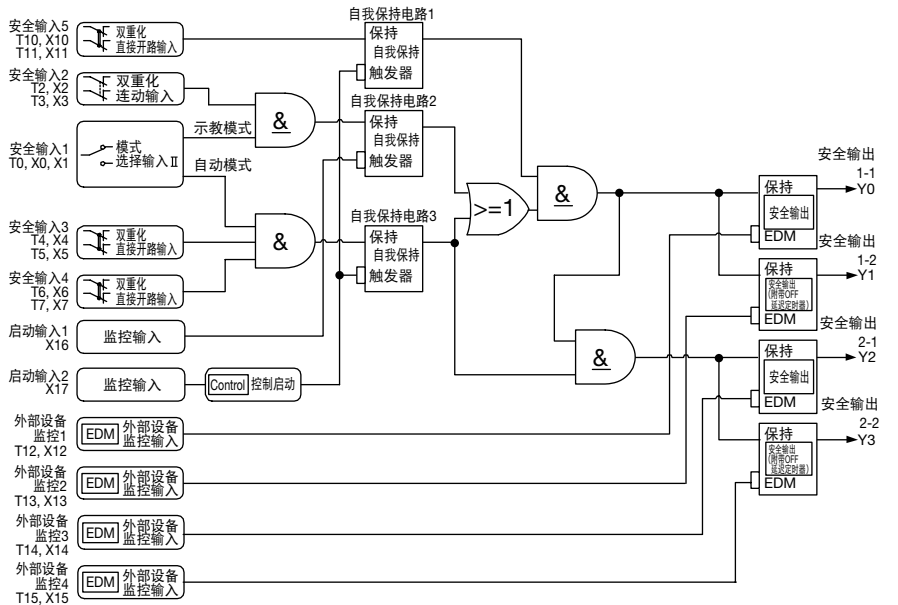 安全输入5
T10, X10
T11, X11
双重化
直接开路输入
安全输入2
T2, X2
T3, X3
双重化
连动输入
安全输入1
T0, X0, X1
模式
选择输入Ⅱ
示教模式
自动模式
安全输入3
T4, X4
T5, X5
双重化
直接开路输入
安全输入4
T6, X6
T7, X7
双重化
直接开路输入
启动输入1
X16
监控输入
启动输入2
X17
监控输入
Control 控制启动
外部设备
监控1
T12, X12
EDM 外部设备
监控输入
外部设备
监控2
T13, X13
EDM 外部设备
监控输入
外部设备
监控3
T14, X14
EDM 外部设备
监控输入
外部设备
监控4
T15, X15
EDM 外部设备
监控输入
&
&
自我保持电路1
保持
自我保持
触发器
自我保持电路2
保持
自我保持
触发器
自我保持电路3
保持
自我保持
触发器
>=1
&
&
安全输出
1-1
Y0
保持
安全输出
EDM
安全输出
1-2
Y1
保持
安全输出
(附带OFF
延迟定时器)
EDM
安全输出
2-1
Y2
保持
安全输出
EDM
安全输出
2-2
Y3
保持
安全输出
(附带OFF
延迟定时器)
EDM